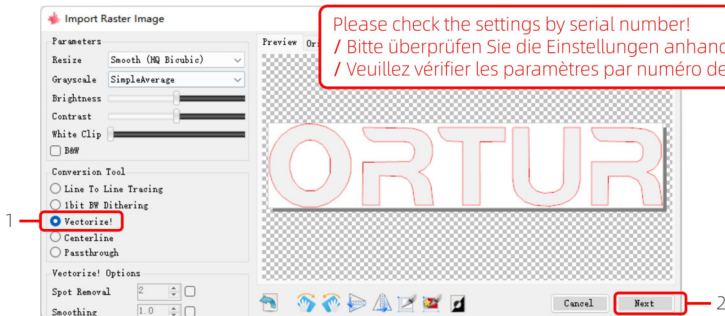 Import Raster Image
Please check the settings by serial number!
/ Bitte überprüfen Sie die Einstellungen anhand
/ Veuillez vérifier les paramètres par numéro de
Parameters
Resize Smooth (HQ Bicubic)
Grayscale SimpleAverage
Brightness
Contrast
White Clip
B&W
Conversion Tool
Line To Line Tracing
1bit BW Dithering
1
Vectorize!
Centerline
Passthrough
Vectorize! Options
Spot Removal 2
Smoothing 1.0
Preview Or
ORTUR
Cancel Next
2